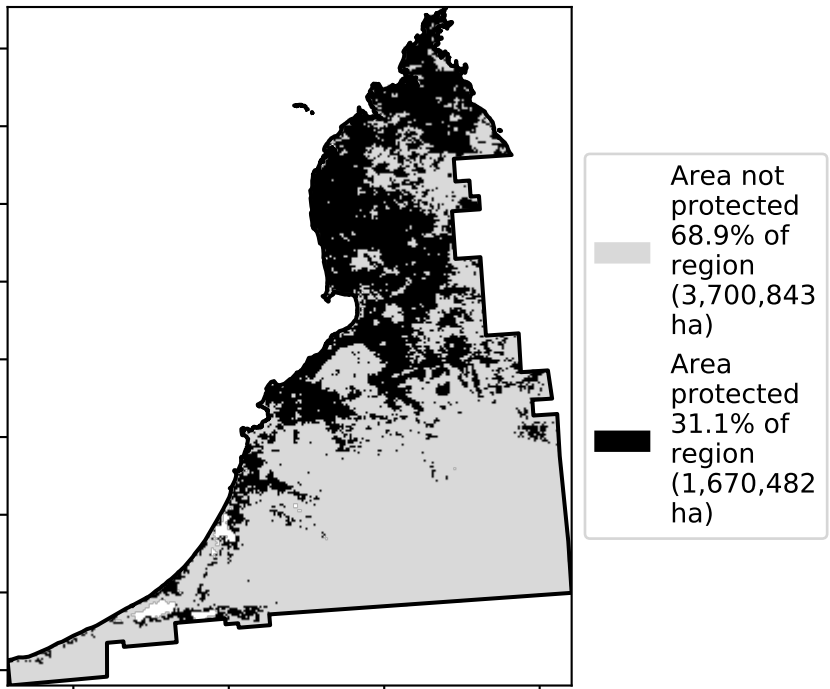 Area not
protected
68.9% of
region
(3,700,843
ha)
Area
protected
31.1% of
region
(1,670,482
ha)